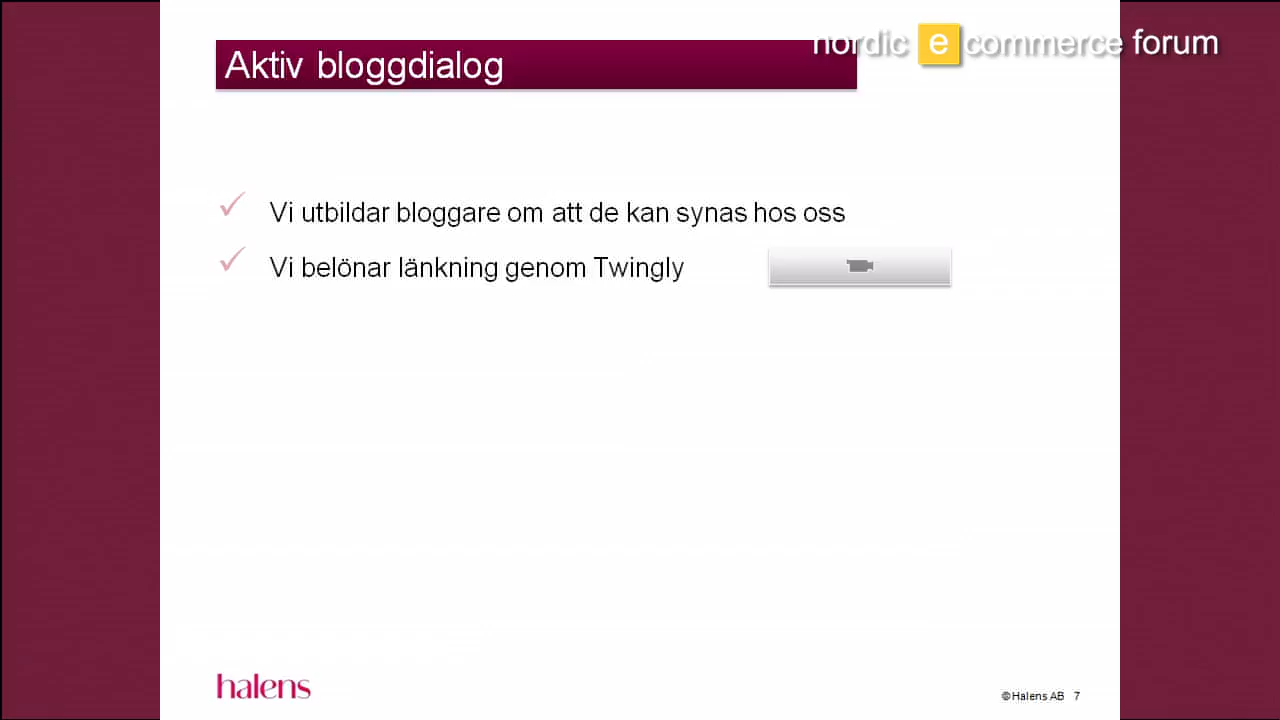 nordic e commerce forum
Aktiv bloggdialog
Vi utbildar bloggare om att de kan synas hos oss
Vi belönar länkning genom Twingly
halens
©Halens AB 7